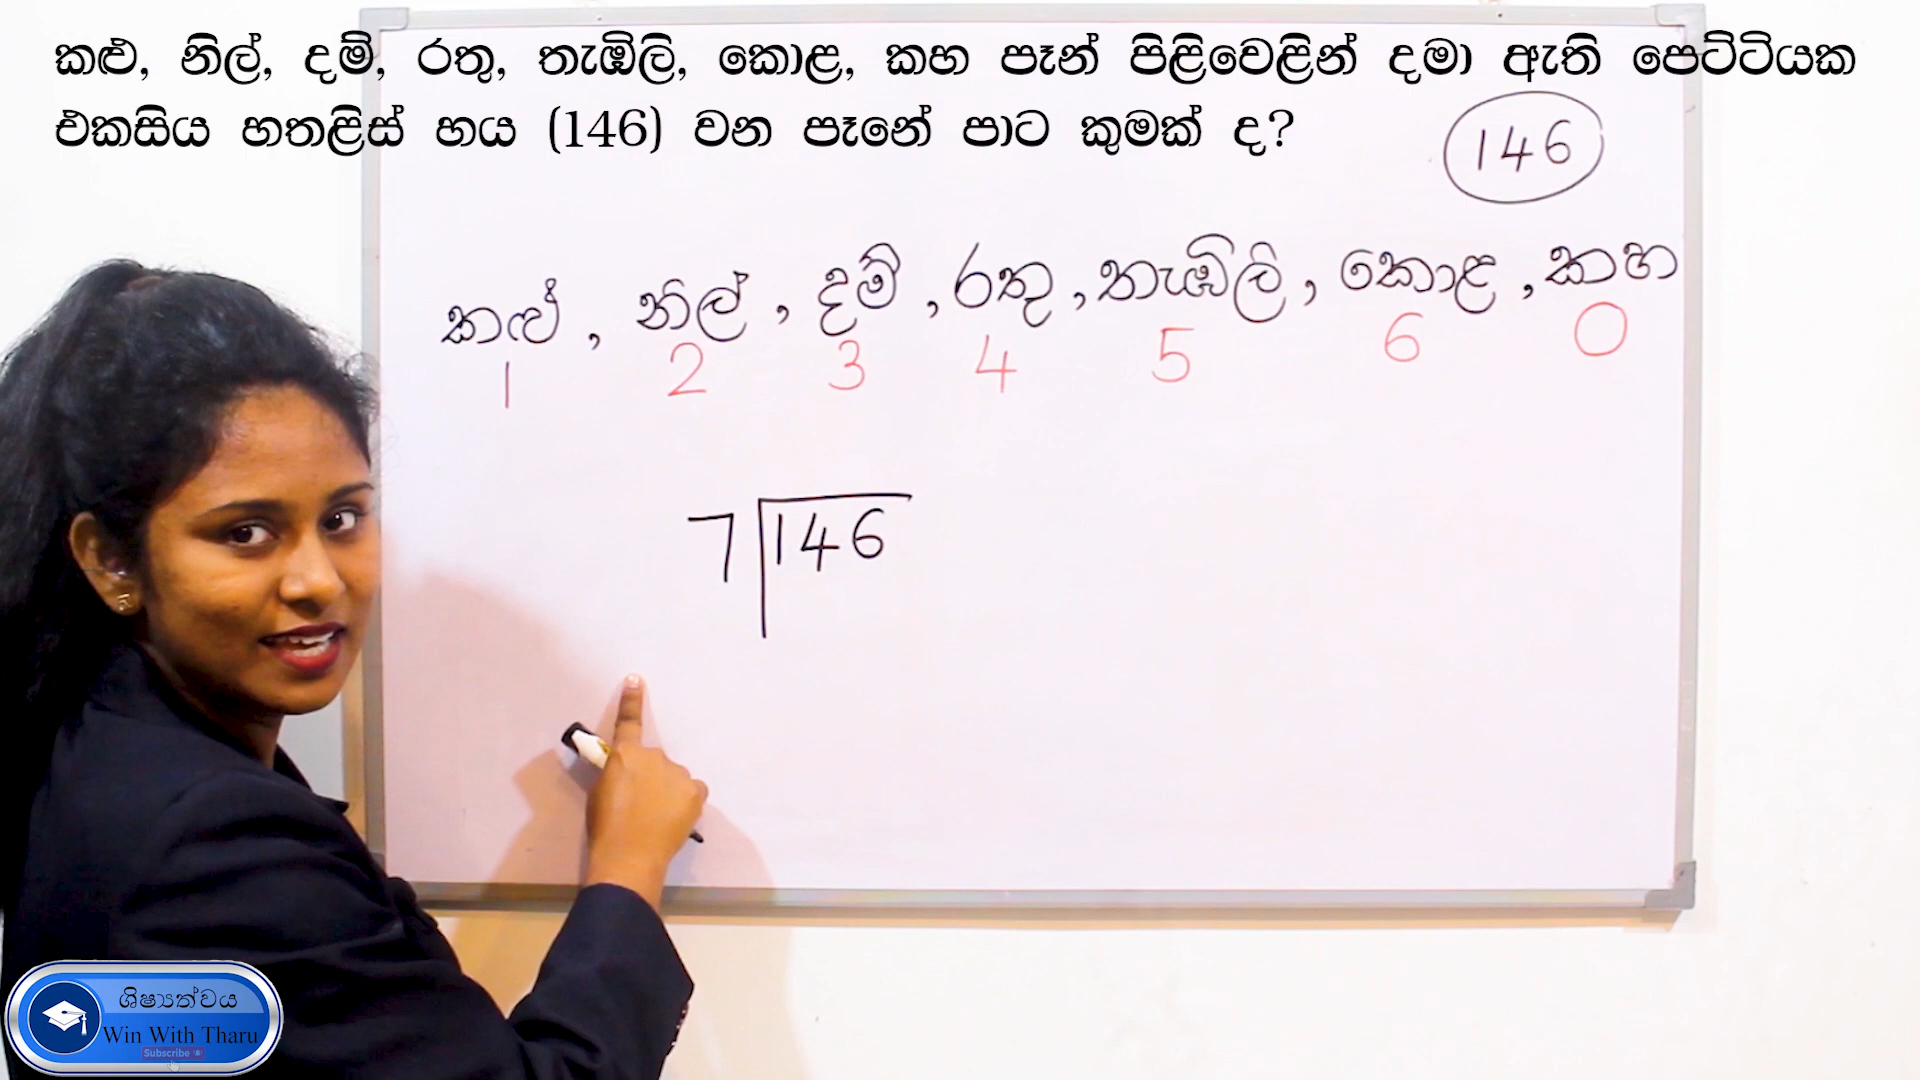 කළු, නිල්, දම්, රතු, තැඹිලි, කොළ, කහ පෑන් පිළිවෙළින් දමා ඇති පෙට්ටියක
එකසිය හතළිස් හය (146) වන පෑනේ පාට කුමක් ද?
146
කළු , නිල් , දම් , රතු , තැඹිලි , කොළ , කහ
1 2 3 4 5 6 0
7 146
ශිෂ්‍යත්වය
Win With Tharu
Subscribe